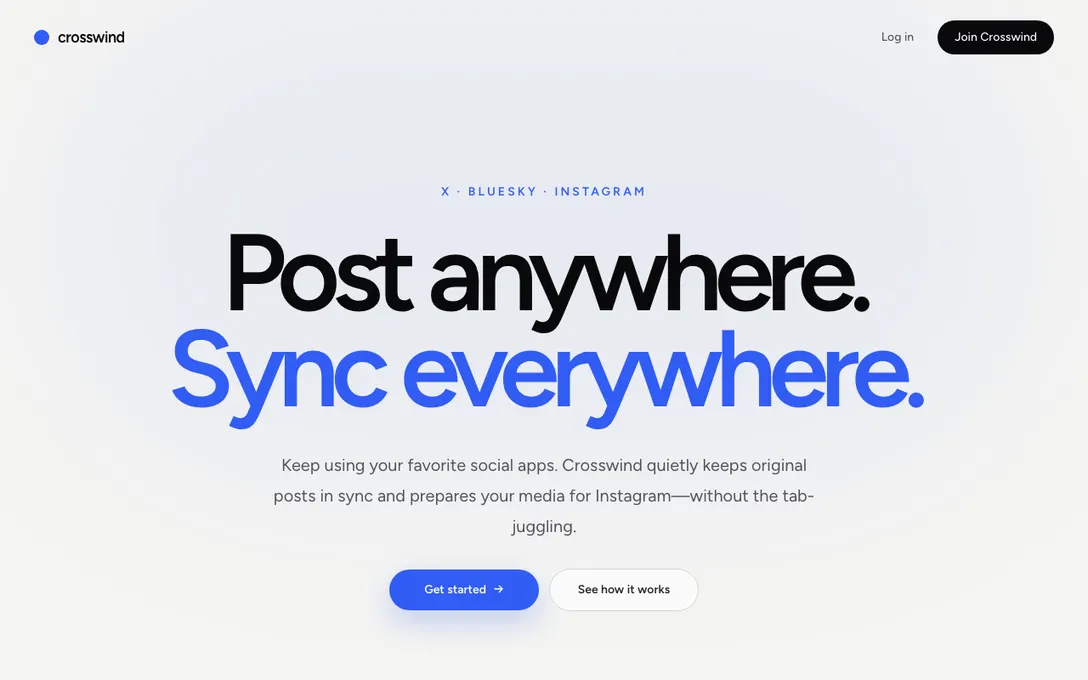 crosswind
Log in
Join Crosswind
X · BLUESKY · INSTAGRAM
Post anywhere.
Sync everywhere.
Keep using your favorite social apps. Crosswind quietly keeps original
posts in sync and prepares your media for Instagram—without the tab-
juggling.
Get started →
See how it works